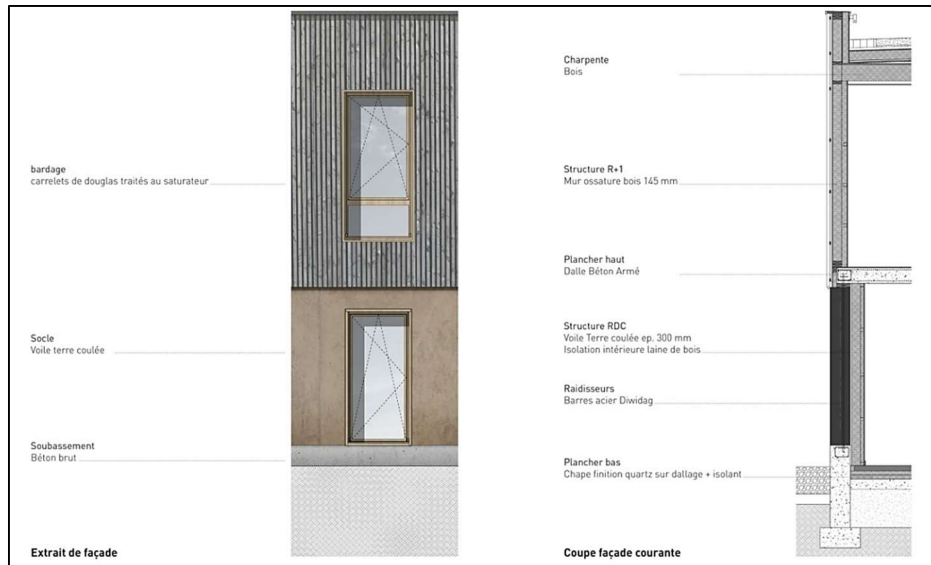 bardage
carrelets de douglas traités au saturateur
Socle
Voile terre coulée
Soubassement
Béton brut
Extrait de façade
Charpente
Bois
Structure R+1
Mur ossature bois 145 mm
Plancher haut
Dalle Béton Armé
Structure RDC
Voile Terre coulée ep. 300 mm
Isolation intérieure laine de bois
Raidisseurs
Barres acier Diwidag
Plancher bas
Chape finition quartz sur dallage + isolant
Coupe façade courante